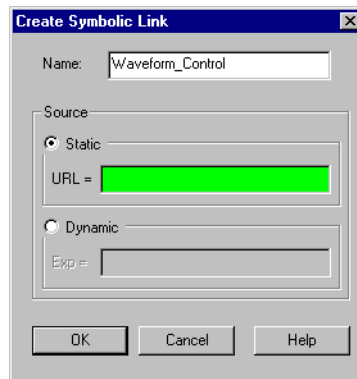 Create Symbolic Link
Name: Waveform_Control
Source
Static
URL =
Dynamic
Exp =
OK Cancel Help